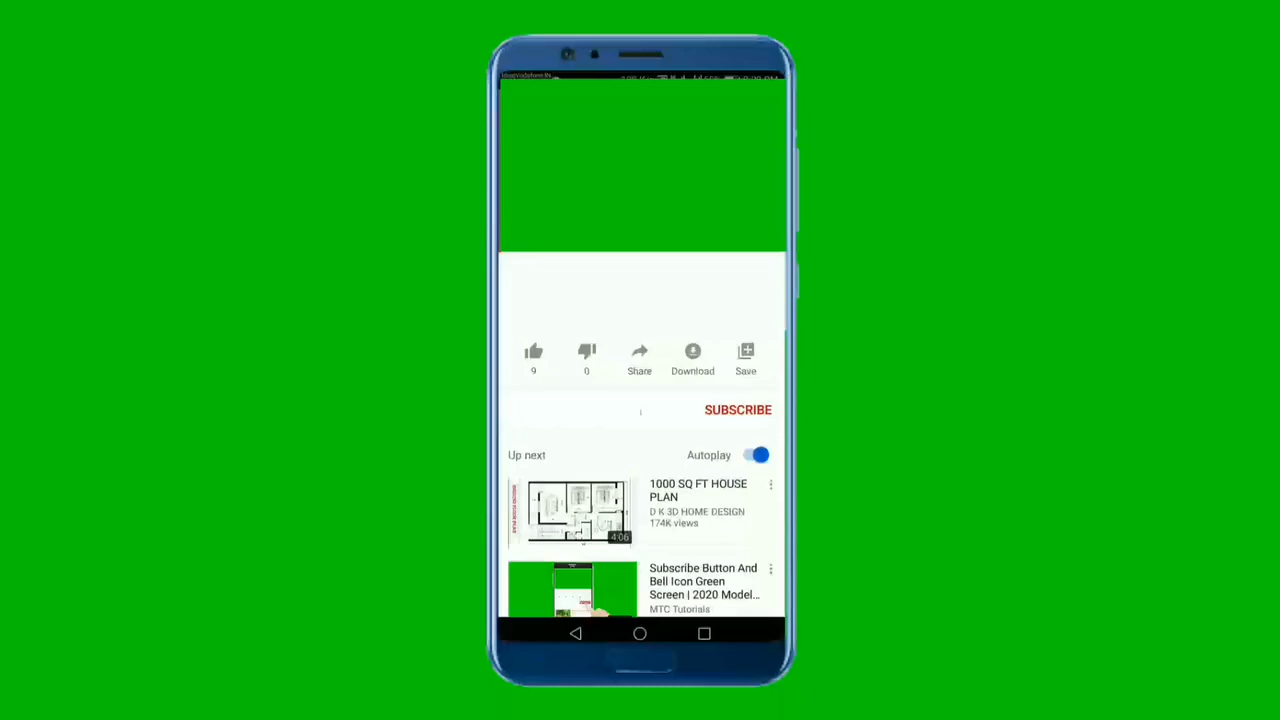 9
0
Share
Download
Save
SUBSCRIBE
Up next
Autoplay
1000 SQ FT HOUSE
PLAN
D K 3D HOME DESIGN
174K views
4:06
Subscribe Button And
Bell Icon Green
Screen | 2020 Model...
MTC Tutorials